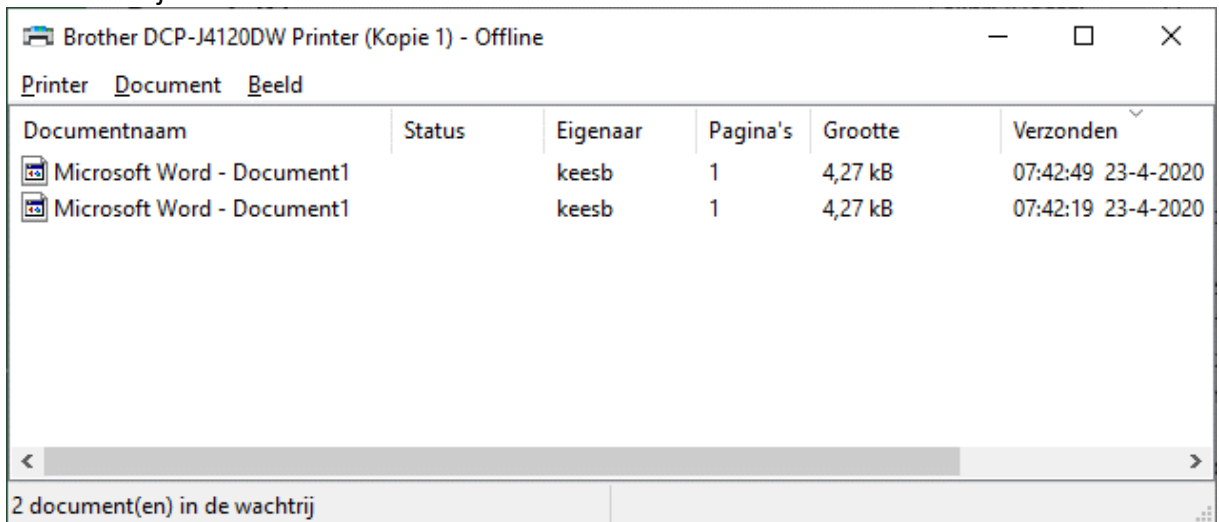 Brother DCP-J4120DW Printer (Kopie 1) - Offline
Printer Document Beeld
Documentnaam Status Eigenaar Pagina's Grootte Verzonden
Microsoft Word - Document1 keesb 1 4,27 kB 07:42:49 23-4-2020
Microsoft Word - Document1 keesb 1 4,27 kB 07:42:19 23-4-2020
2 document(en) in de wachtrij